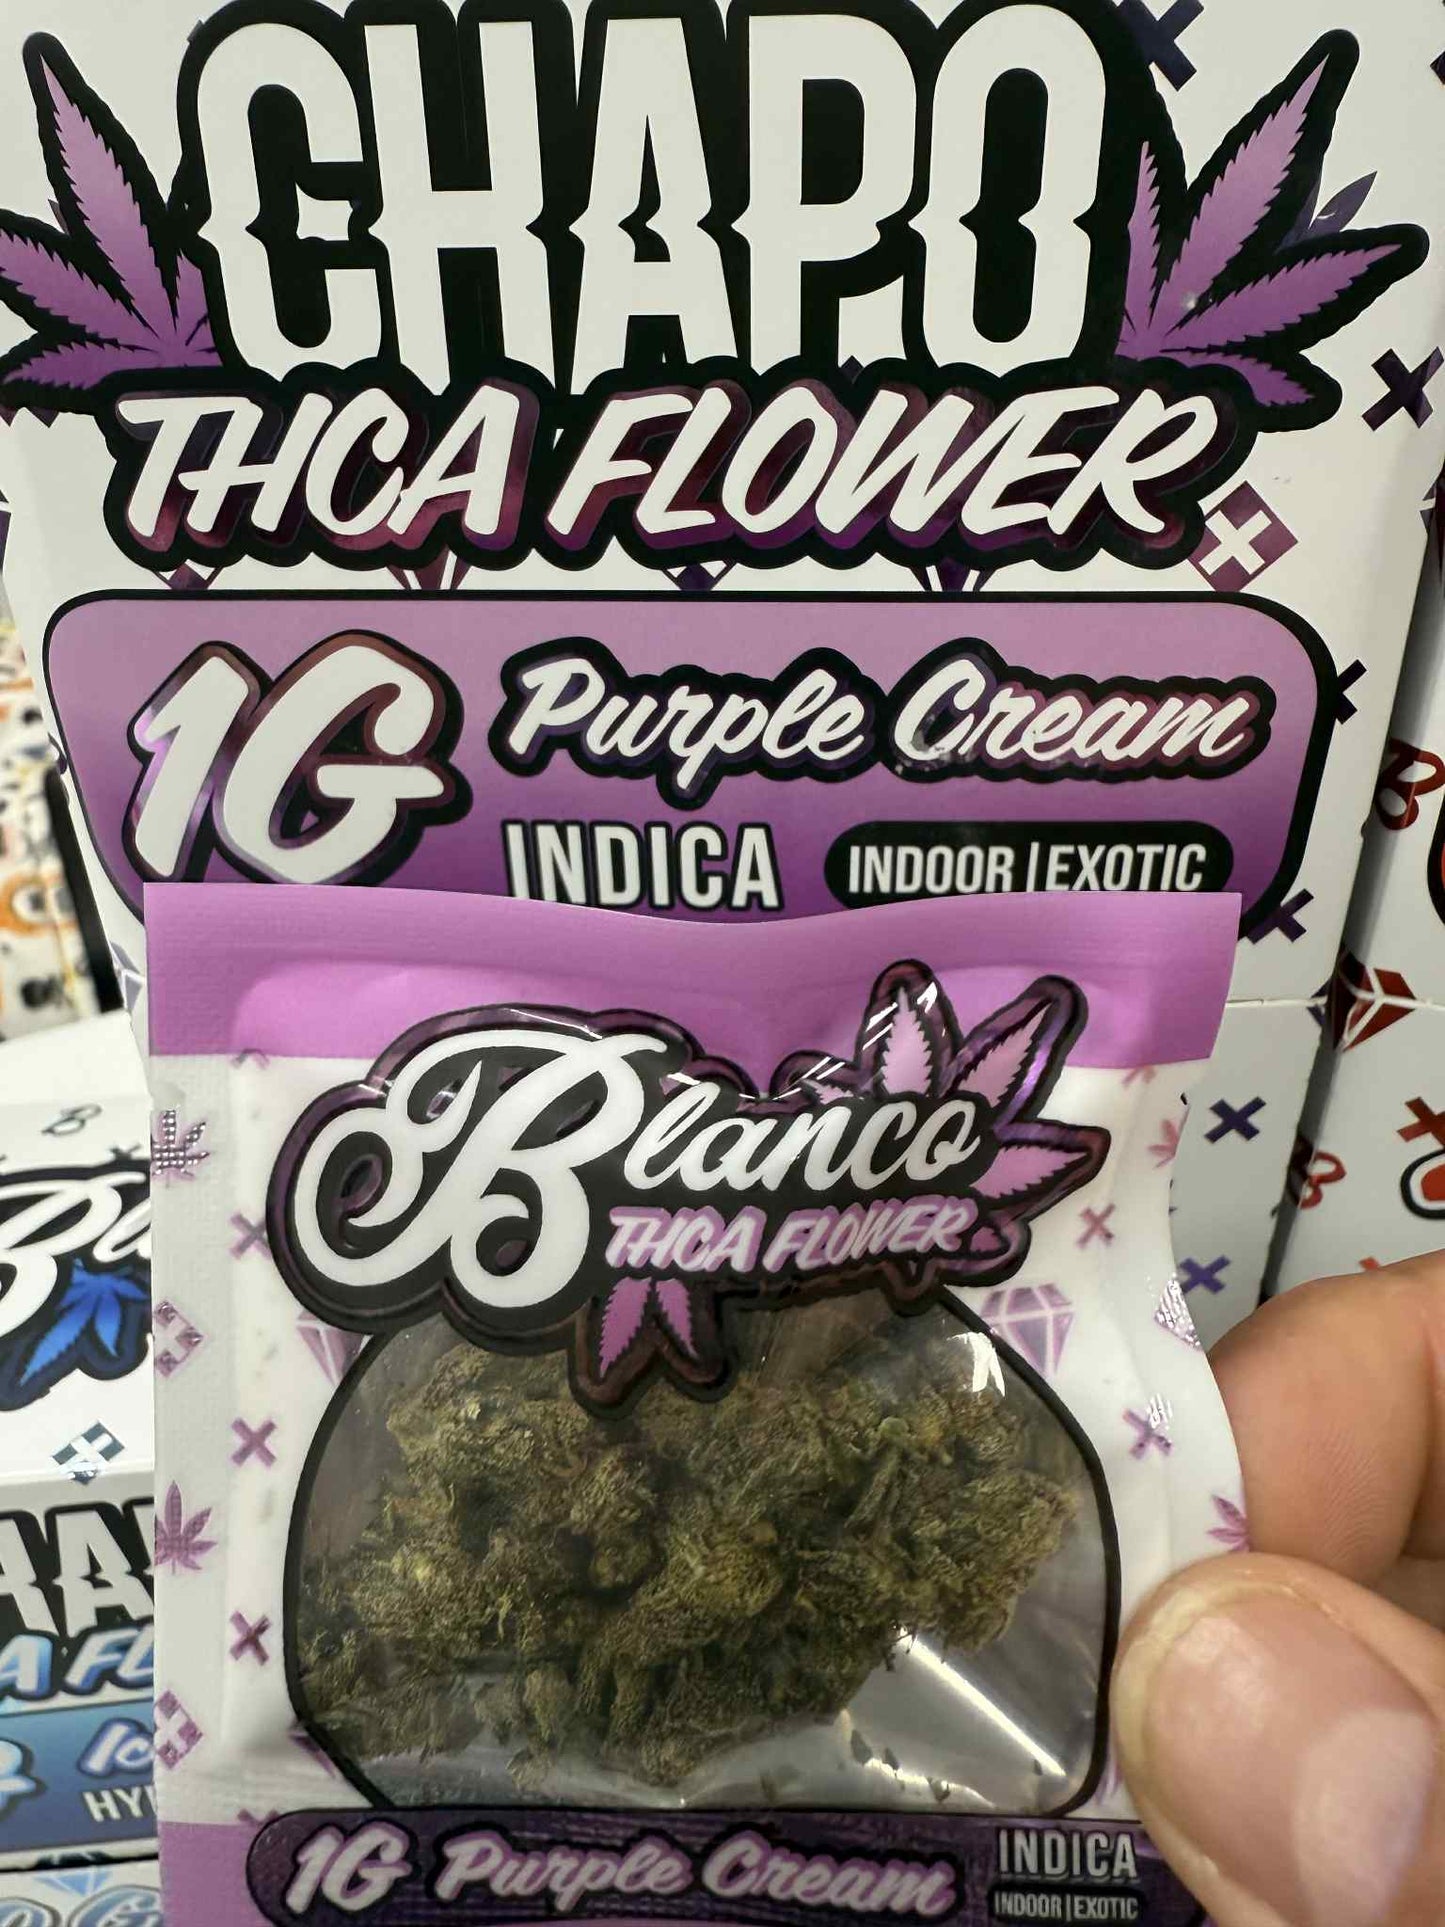 CHAPO
THCA FLOWER
1G
Purple Cream
INDICA
INDOOR | EXOTIC
Blanco
THCA FLOWER
1G Purple Cream
INDICA
INDOOR | EXOTIC